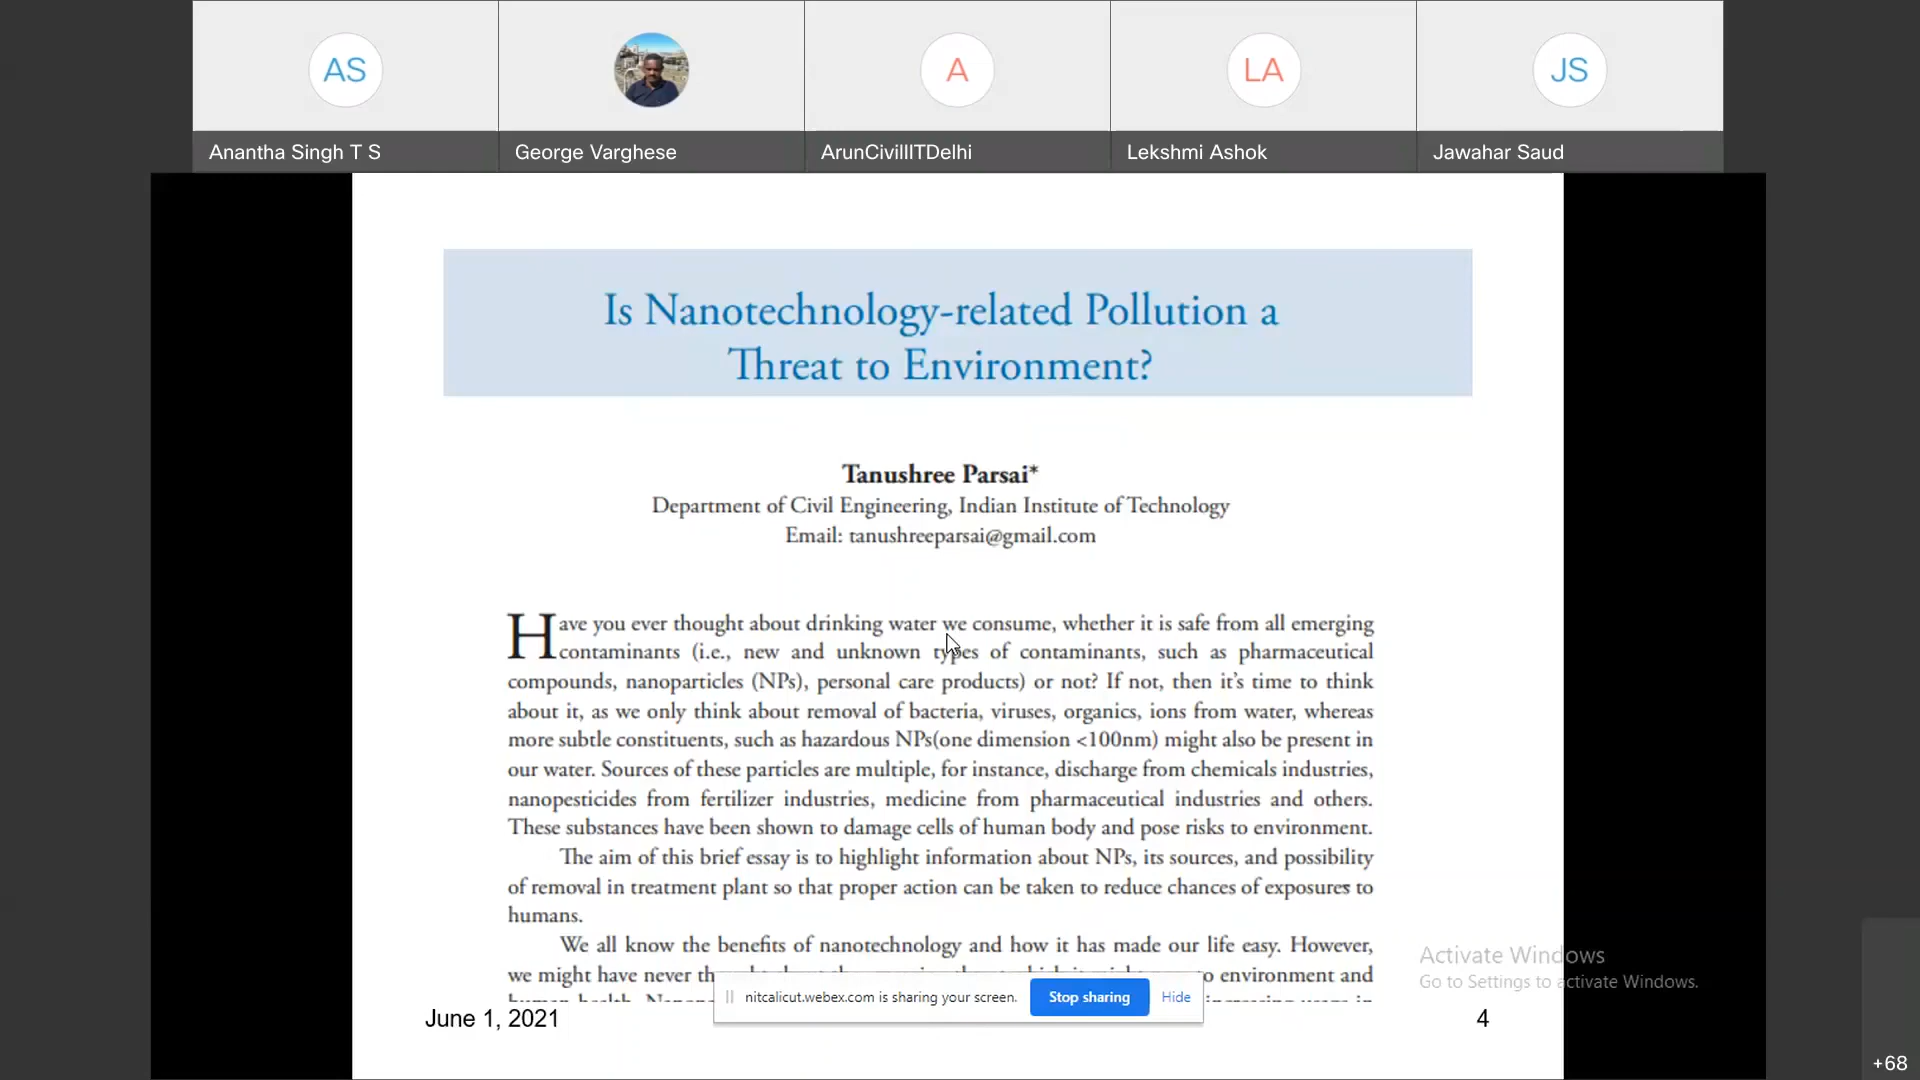 AS
A
LA
JS
Anantha Singh T S
George Varghese
ArunCivilIITDelhi
Lekshmi Ashok
Jawahar Saud
Is Nanotechnology-related Pollution a
Threat to Environment?
Tanushree Parsai*
Department of Civil Engineering, Indian Institute of Technology
Email: tanushreeparsai@gmail.com
Have you ever thought about drinking water we consume, whether it is safe from all emerging
contaminants (i.e., new and unknown types of contaminants, such as pharmaceutical
compounds, nanoparticles (NPs), personal care products) or not? If not, then it's time to think
about it, as we only think about removal of bacteria, viruses, organics, ions from water, whereas
more subtle constituents, such as hazardous NPs(one dimension <100nm) might also be present in
our water. Sources of these particles are multiple, for instance, discharge from chemicals industries,
nanopesticides from fertilizer industries, medicine from pharmaceutical industries and others.
These substances have been shown to damage cells of human body and pose risks to environment.
The aim of this brief essay is to highlight information about NPs, its sources, and possibility
of removal in treatment plant so that proper action can be taken to reduce chances of exposures to
humans.
We all know the benefits of nanotechnology and how it has made our life easy. However,
we might have never to environment and
nitcalicut.webex.com is sharing your screen.
Stop sharing
Hide
June 1, 2021
4
Activate Windows
Go to Settings to activate Windows.
+68